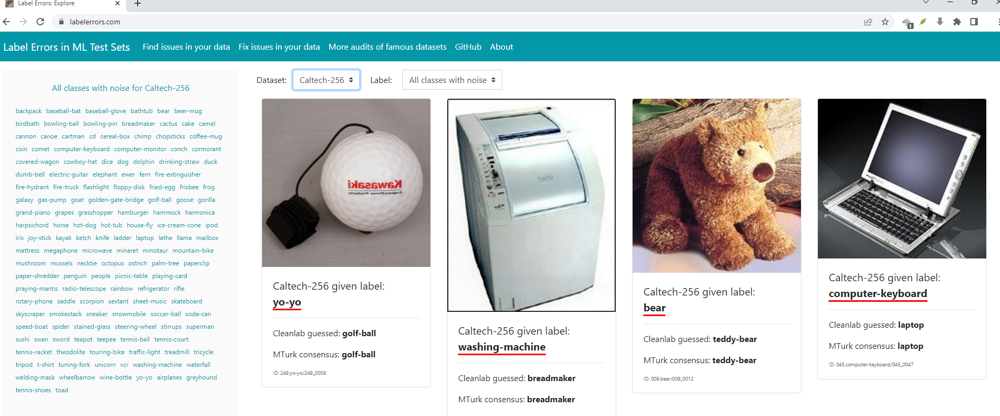 Label Errors: Explore
labelerrors.com
1
Label Errors in ML Test Sets Find issues in your data Fix issues in your data More audits of famous datasets GitHub About
All classes with noise for Caltech-256
backpack baseball-bat baseball-glove bathtub bear beer-mug
birdbath bowling-ball bowling-pin breadmaker cactus cake camel
cannon canoe cartman cd cereal-box chimp chopsticks coffee-mug
coin comet computer-keyboard computer-monitor conch cormorant
covered-wagon cowboy-hat dice dog dolphin drinking-straw duck
dumb-bell electric-guitar elephant ewer fern fire-extinguisher
fire-hydrant fire-truck flashlight floppy-disk fried-egg frisbee frog
galaxy gas-pump goat golden-gate-bridge golf-ball goose gorilla
grand-piano grapes grasshopper hamburger hammock harmonica
harpsichord horse hot-dog hot-tub house-fly ice-cream-cone ipod
iris joy-stick kayak ketch knife ladder laptop lathe llama mailbox
mattress megaphone microwave minaret minotaur mountain-bike
mushroom mussels necktie octopus ostrich palm-tree paperclip
paper-shredder penguin people picnic-table playing-card
praying-mantis radio-telescope rainbow refrigerator rifle
rotary-phone saddle scorpion sextant sheet-music skateboard
skyscraper smokestack sneaker snowmobile soccer-ball soda-can
speed-boat spider stained-glass steering-wheel stirrups superman
sushi swan sword teapot teepee tennis-ball tennis-court
tennis-racket theodolite touring-bike traffic-light treadmill tricycle
tripod t-shirt tuning-fork unicorn vcr washing-machine waterfall
welding-mask wheelbarrow wine-bottle yo-yo airplanes greyhound
tennis-shoes toad
Dataset: Caltech-256 Label: All classes with noise
Kawasaki
Engines/Power Products
Caltech-256 given label:
yo-yo
Cleanlab guessed: golf-ball
MTurk consensus: golf-ball
ID: 249.yo-yo/249_0059
Caltech-256 given label:
washing-machine
Cleanlab guessed: breadmaker
MTurk consensus: breadmaker
Caltech-256 given label:
bear
Cleanlab guessed: teddy-bear
MTurk consensus: teddy-bear
ID: 009.bear/009_0012
Caltech-256 given label:
computer-keyboard
Cleanlab guessed: laptop
MTurk consensus: laptop
ID: 045.computer-keyboard/045_0047